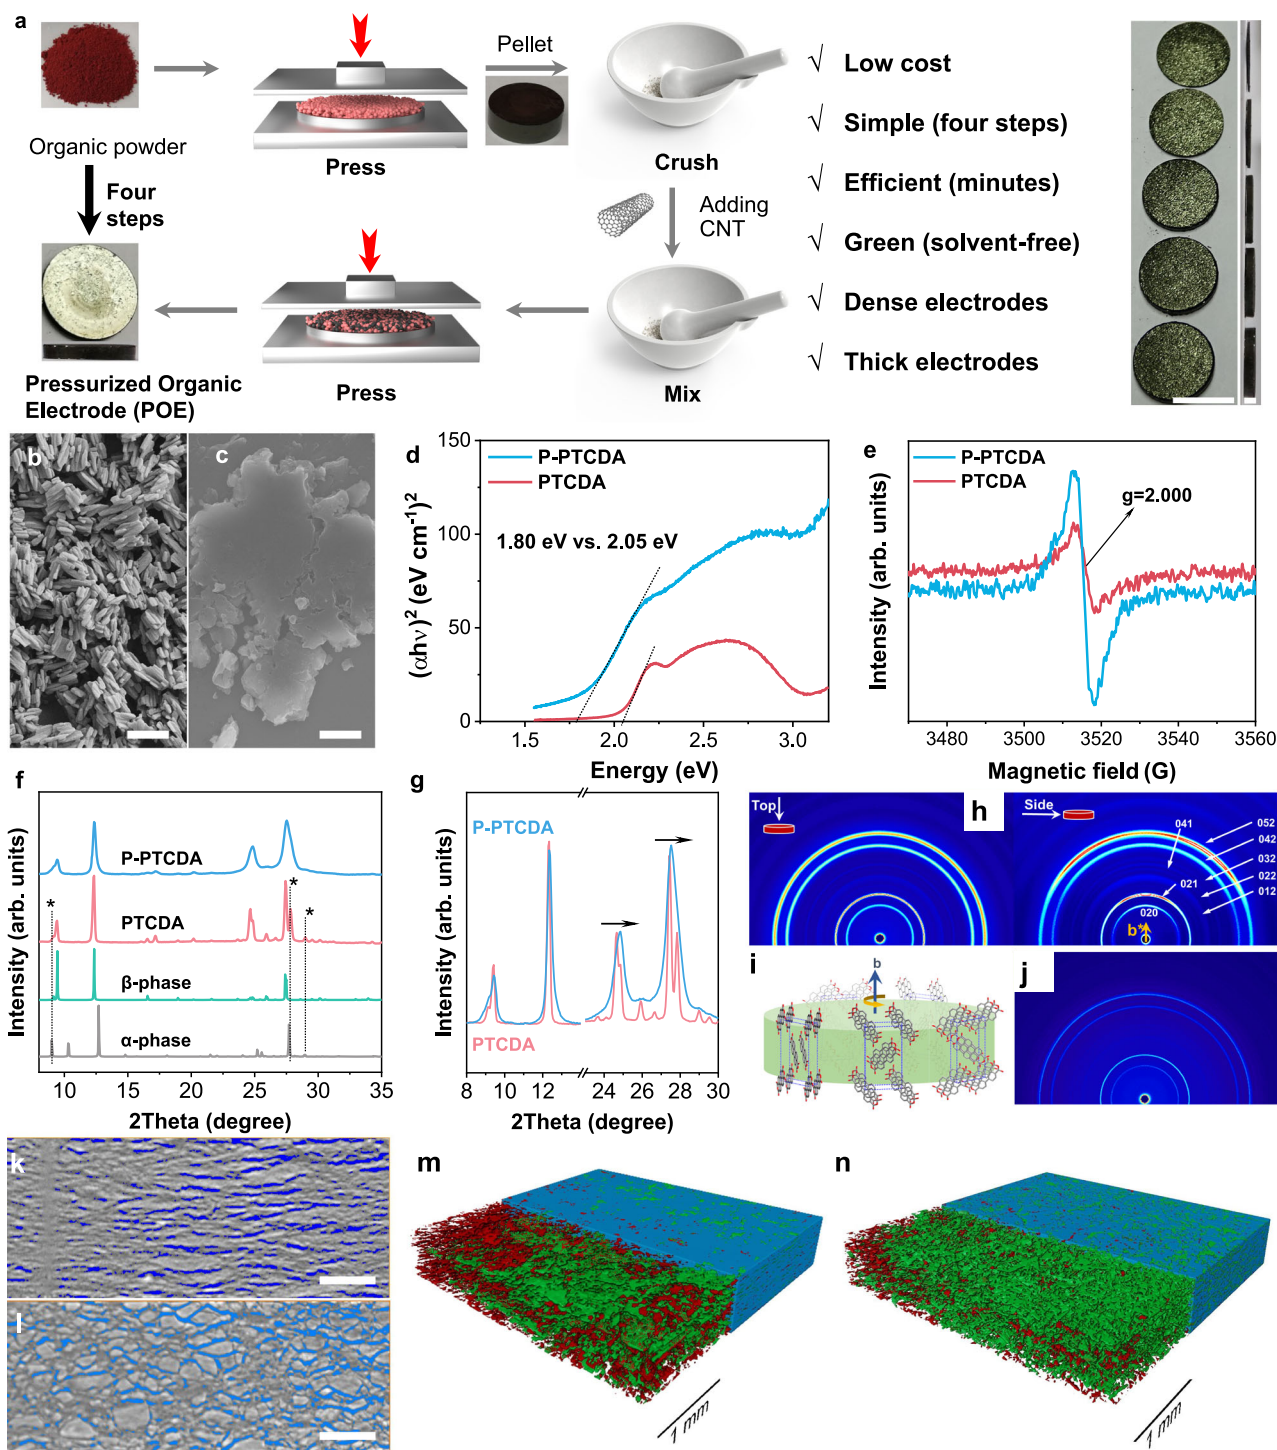 a
Organic powder
Four
steps
Pressurized Organic
Electrode (POE)
Press
Pellet
Crush
Adding
CNT
Press
Mix
√ Low cost
√ Simple (four steps)
√ Efficient (minutes)
√ Green (solvent-free)
√ Dense electrodes
√ Thick electrodes
b
c
d
P-PTCDA
PTCDA
1.80 eV vs. 2.05 eV
(αhν)² (eV cm⁻¹)²
150
100
50
0
1.5 2.0 2.5 3.0
Energy (eV)
e
P-PTCDA
PTCDA
g=2.000
Intensity (arb. units)
3480 3500 3520 3540 3560
Magnetic field (G)
f
P-PTCDA
*
PTCDA
*
*
β-phase
α-phase
Intensity (arb. units)
10 15 20 25 30 35
2Theta (degree)
g
P-PTCDA
PTCDA
Intensity (arb. units)
8 10 12 24 26 28 30
2Theta (degree)
Top
h
Side
041
052
042
032
022
012
021
020
b*
i
b
j
k
l
m
1 mm
n
1 mm